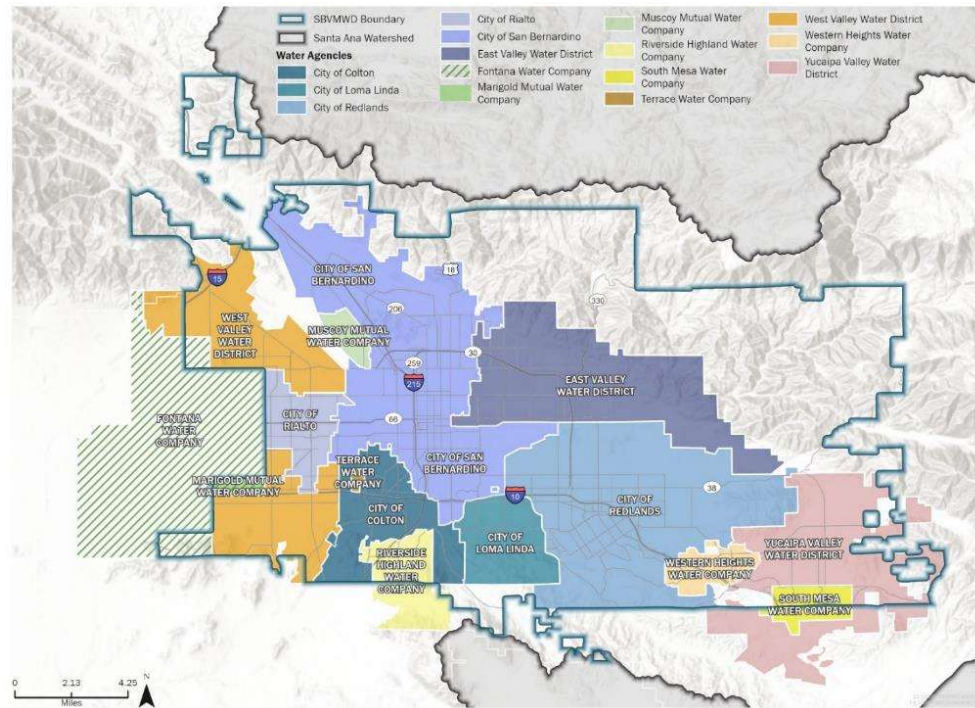 SBVMWD Boundary
Santa Ana Watershed
Water Agencies
City of Colton
City of Loma Linda
City of Redlands
City of Rialto
City of San Bernardino
East Valley Water District
Fontana Water Company
Marigold Mutual Water
Company
Muscoy Mutual Water
Company
Riverside Highland Water
Company
South Mesa Water
Company
Terrace Water Company
West Valley Water District
Western Heights Water
Company
Yucaipa Valley Water
District
15
CITY OF SAN
BERNARDINO
18
330
206
WEST
VALLEY
WATER
DISTRICT
MUSCOY MUTUAL
WATER COMPANY
259
30
215
EAST VALLEY
WATER DISTRICT
FONTANA
WATER
COMPANY
CITY OF
RIALTO
66
TERRACE
WATER
COMPANY
CITY OF SAN
BERNARDINO
MARIGOLD MUTUAL
WATER COMPANY
10
38
CITY OF
REDLANDS
CITY OF
COLTON
CITY OF
LOMA LINDA
RIVERSIDE
HIGHLAND
WATER
COMPANY
WESTERN HEIGHTS
WATER COMPANY
YUCAIPA VALLEY
WATER DISTRICT
SOUTH MESA
WATER COMPANY
0 2.13 4.25
Miles
N